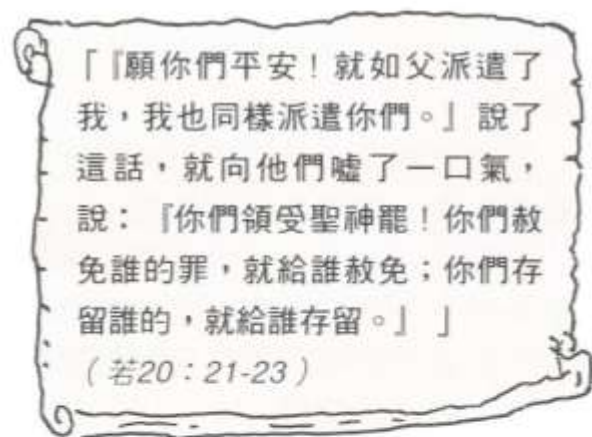 「『願你們平安！就如父派遣了
我，我也同樣派遣你們。』說了
這話，就向他們噓了一口氣，
說：『你們領受聖神罷！你們赦
免誰的罪，就給誰赦免；你們存
留誰的，就給誰存留。』」
（若20：21-23）